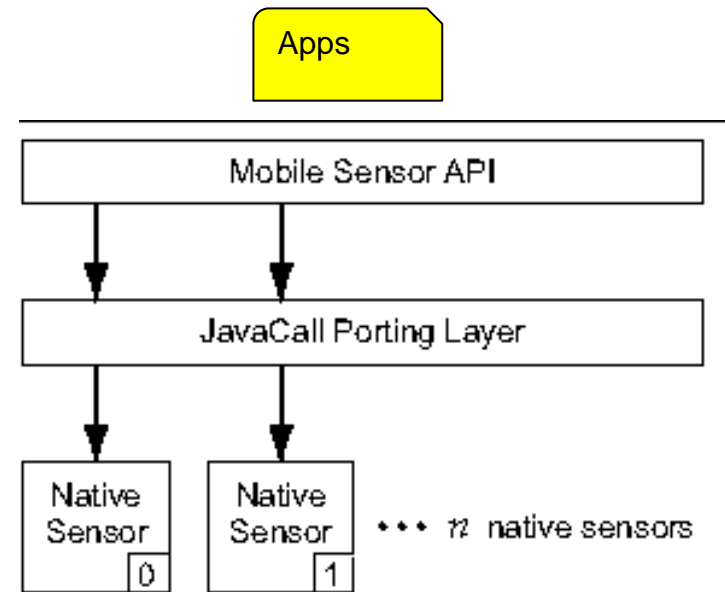 Apps
Mobile Sensor API
JavaCall Porting Layer
Native
Sensor
0
Native
Sensor
1
••• n native sensors